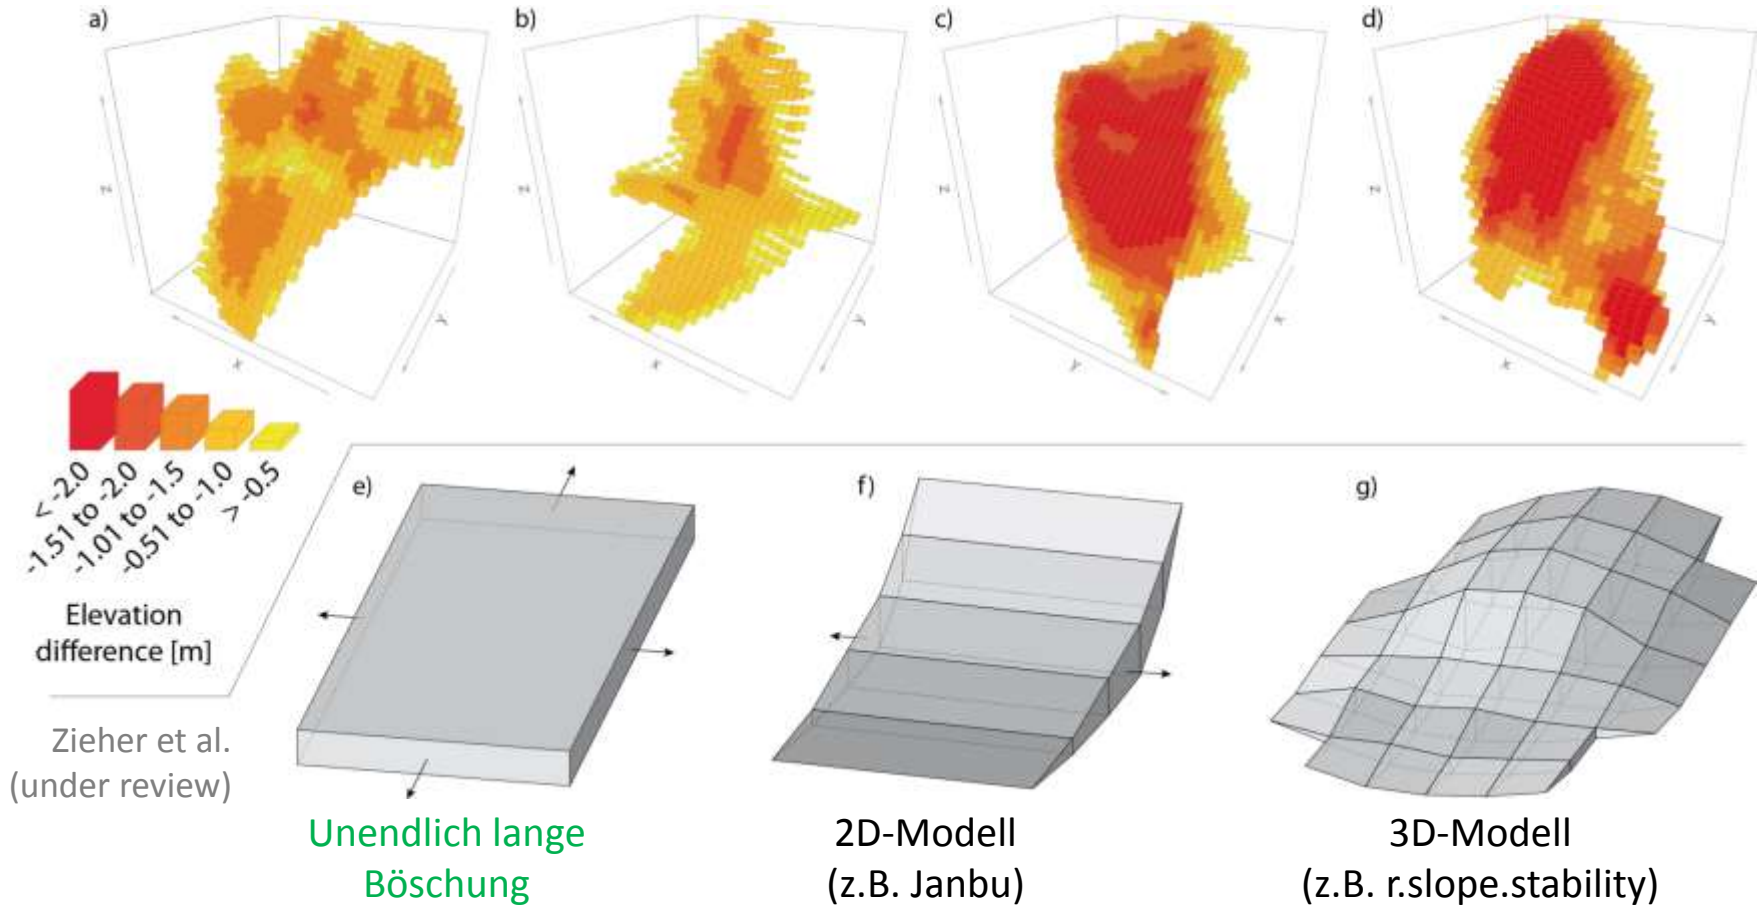 a)
b)
c)
d)
z
x
y
z
x
y
z
y
x
z
x
y
< -2.0
-1.51 to -2.0
-1.01 to -1.5
-0.51 to -1.0
> -0.5
Elevation
difference [m]
e)
f)
g)
Zieher et al.
(under review)
Unendlich lange
Böschung
2D-Modell
(z.B. Janbu)
3D-Modell
(z.B. r.slope.stability)